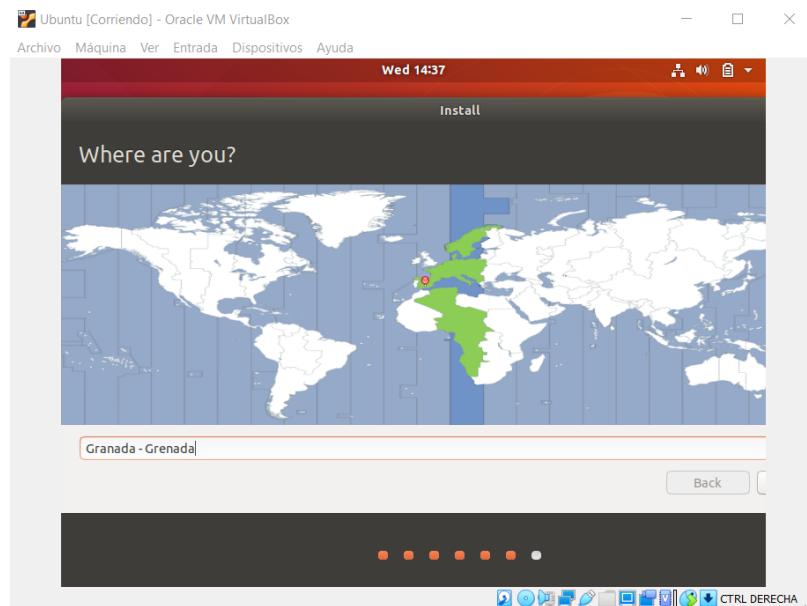 Ubuntu [Corriendo] - Oracle VM VirtualBox
Archivo Máquina Ver Entrada Dispositivos Ayuda
Wed 14:37
Install
Where are you?
Granada - Grenada
Back
CTRL DERECHA